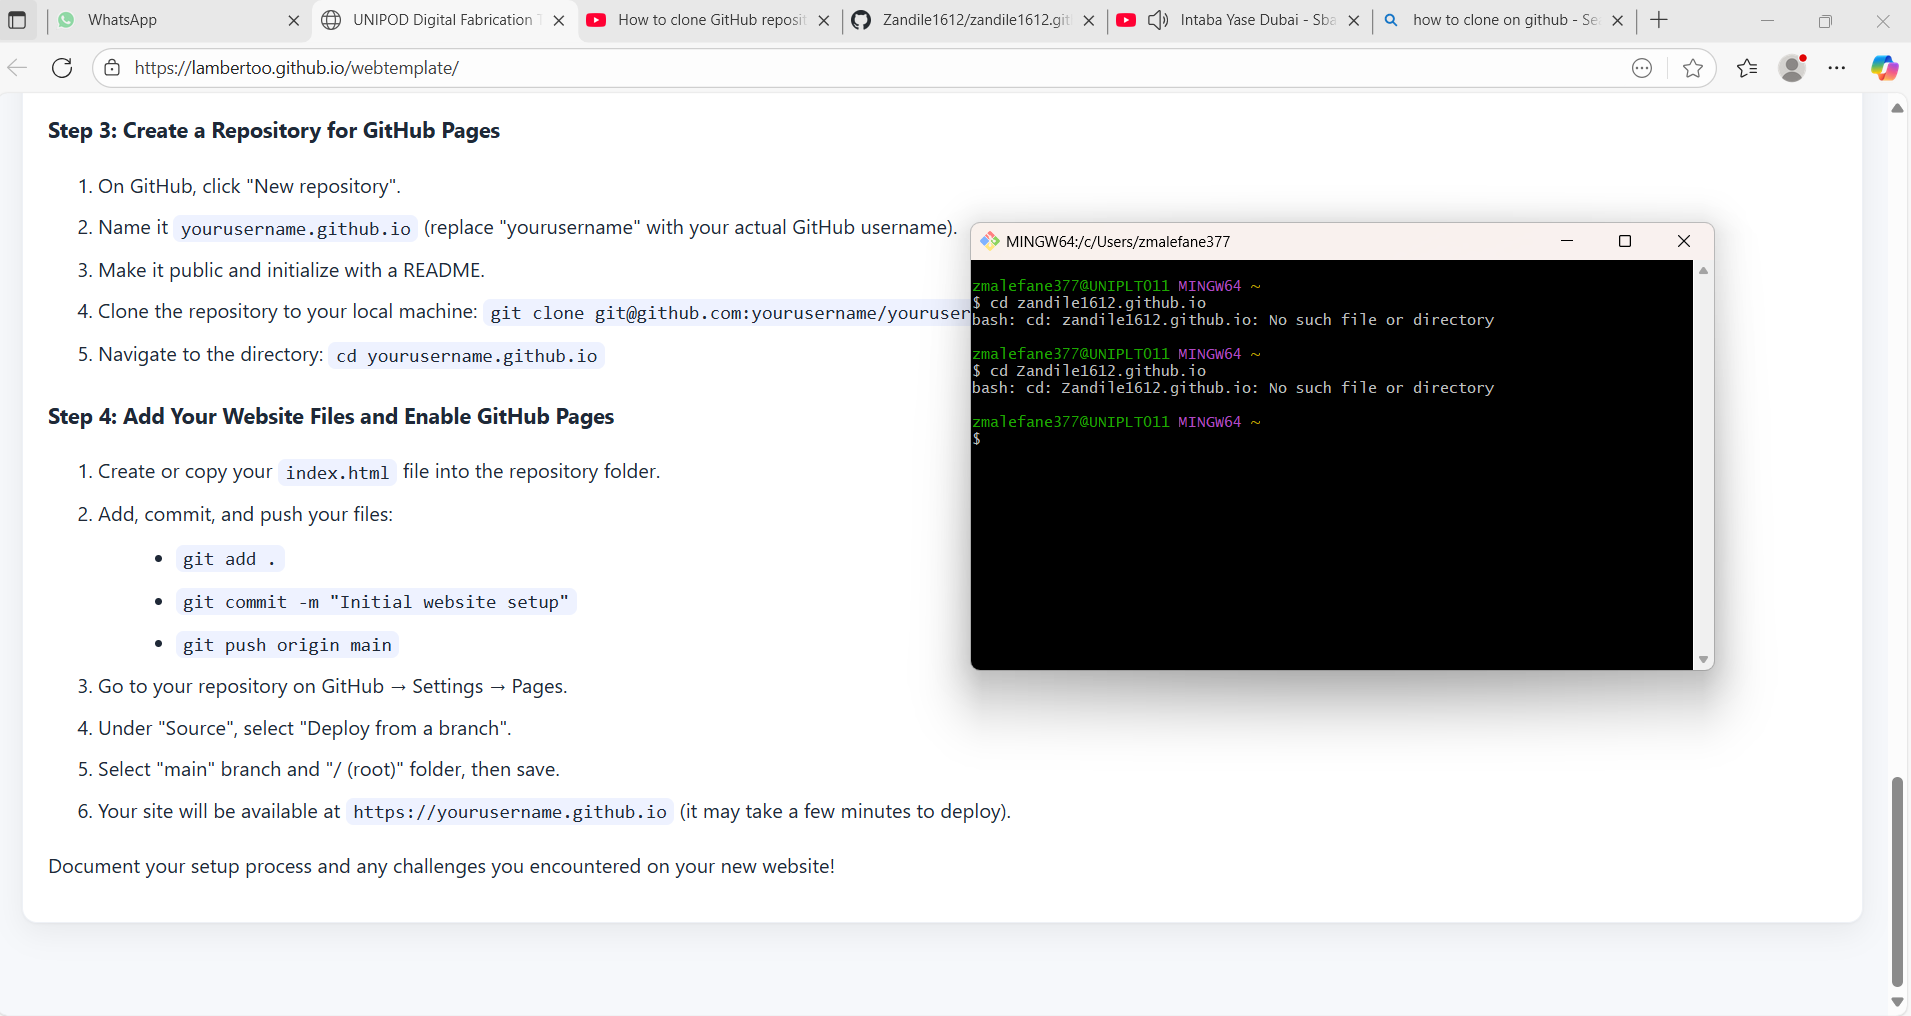 WhatsApp
UNIPOD Digital Fabrication T
How to clone GitHub reposit
Zandile1612/zandile1612.git
Intaba Yase Dubai - Sba
how to clone on github - Se
https://lambertoo.github.io/webtemplate/
Step 3: Create a Repository for GitHub Pages
1. On GitHub, click "New repository".
2. Name it yourusername.github.io (replace "yourusername" with your actual GitHub username).
3. Make it public and initialize with a README.
4. Clone the repository to your local machine: git clone git@github.com:yourusername/youruser
5. Navigate to the directory: cd yourusername.github.io
Step 4: Add Your Website Files and Enable GitHub Pages
1. Create or copy your index.html file into the repository folder.
2. Add, commit, and push your files:
• git add .
• git commit -m "Initial website setup"
• git push origin main
3. Go to your repository on GitHub → Settings → Pages.
4. Under "Source", select "Deploy from a branch".
5. Select "main" branch and "/ (root)" folder, then save.
6. Your site will be available at https://yourusername.github.io (it may take a few minutes to deploy).
Document your setup process and any challenges you encountered on your new website!
MINGW64:/c/Users/zmalefane377
zmalefane377@UNIPLT011 MINGW64 ~
$ cd zandile1612.github.io
bash: cd: zandile1612.github.io: No such file or directory
zmalefane377@UNIPLT011 MINGW64 ~
$ cd Zandile1612.github.io
bash: cd: Zandile1612.github.io: No such file or directory
zmalefane377@UNIPLT011 MINGW64 ~
$